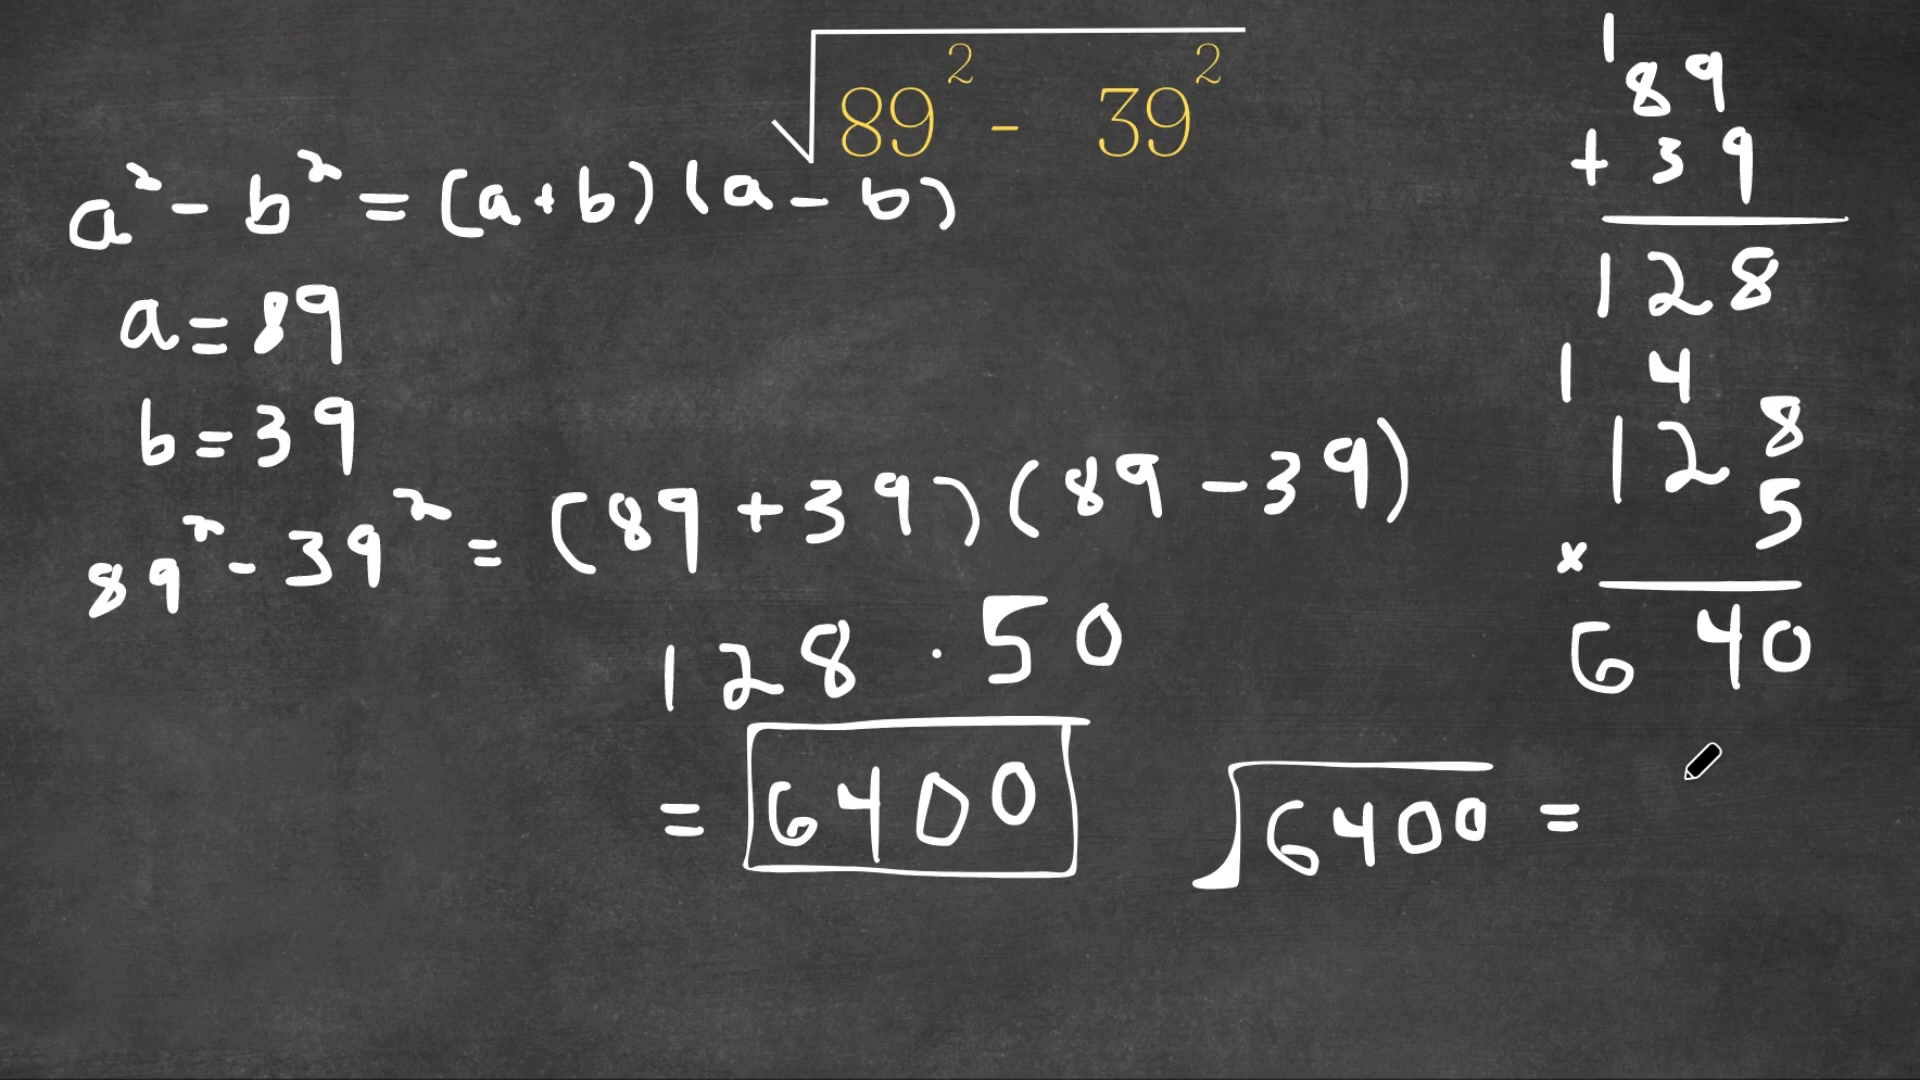 √89² - 39²
a² - b² = (a+b)(a-b)
a = 89
b = 39
89² - 39² = (89 + 39)(89 - 39)
128 · 50
= 6400
√6400 =
1
89
+ 39
128
1 4
128
× 5
640